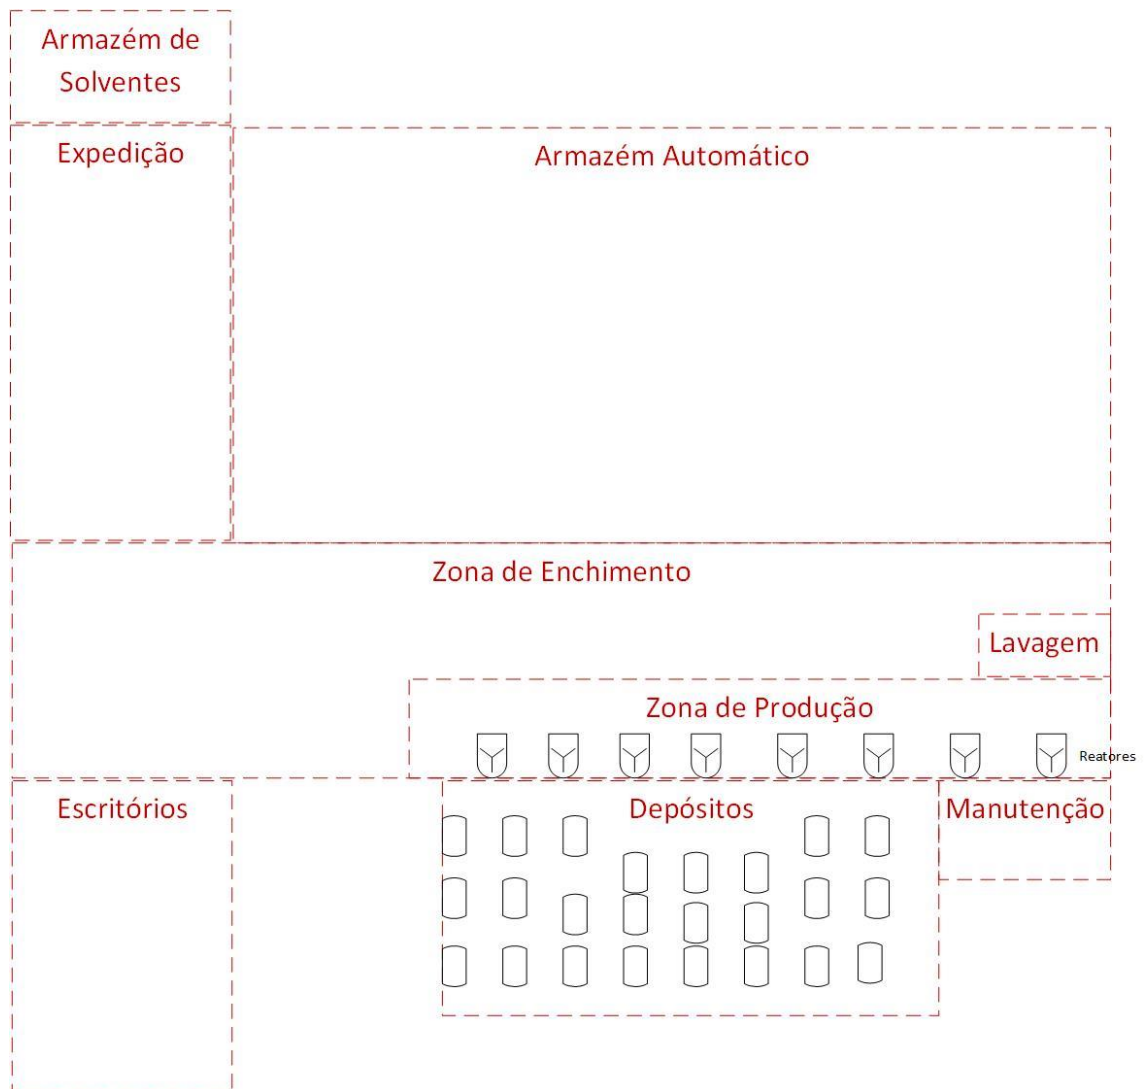 Armazém de
Solventes
Expedição
Armazém Automático
Zona de Enchimento
Lavagem
Zona de Produção
Reatores
Escritórios
Depósitos
Manutenção